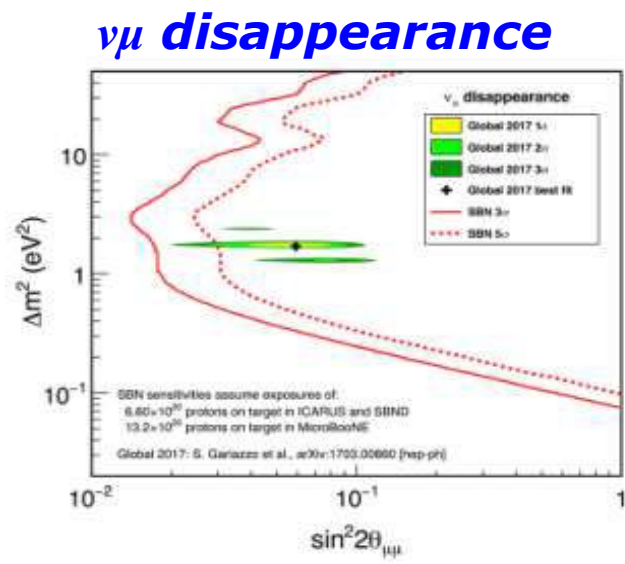 νμ disappearance
ν_μ disappearance
Global 2017 1σ
Global 2017 2σ
Global 2017 3σ
Global 2017 best fit
SBN 3σ
SBN 5σ
10
1
10⁻¹
Δm² (eV²)
SBN sensitivities assume exposures of:
6.60×10²⁰ protons on target in ICARUS and SBND
13.2×10²⁰ protons on target in MicroBooNE
Global 2017: S. Gariazzo et al., arXiv:1703.00860 [hep-ph]
10⁻² 10⁻¹ 1
sin²2θ_μμ